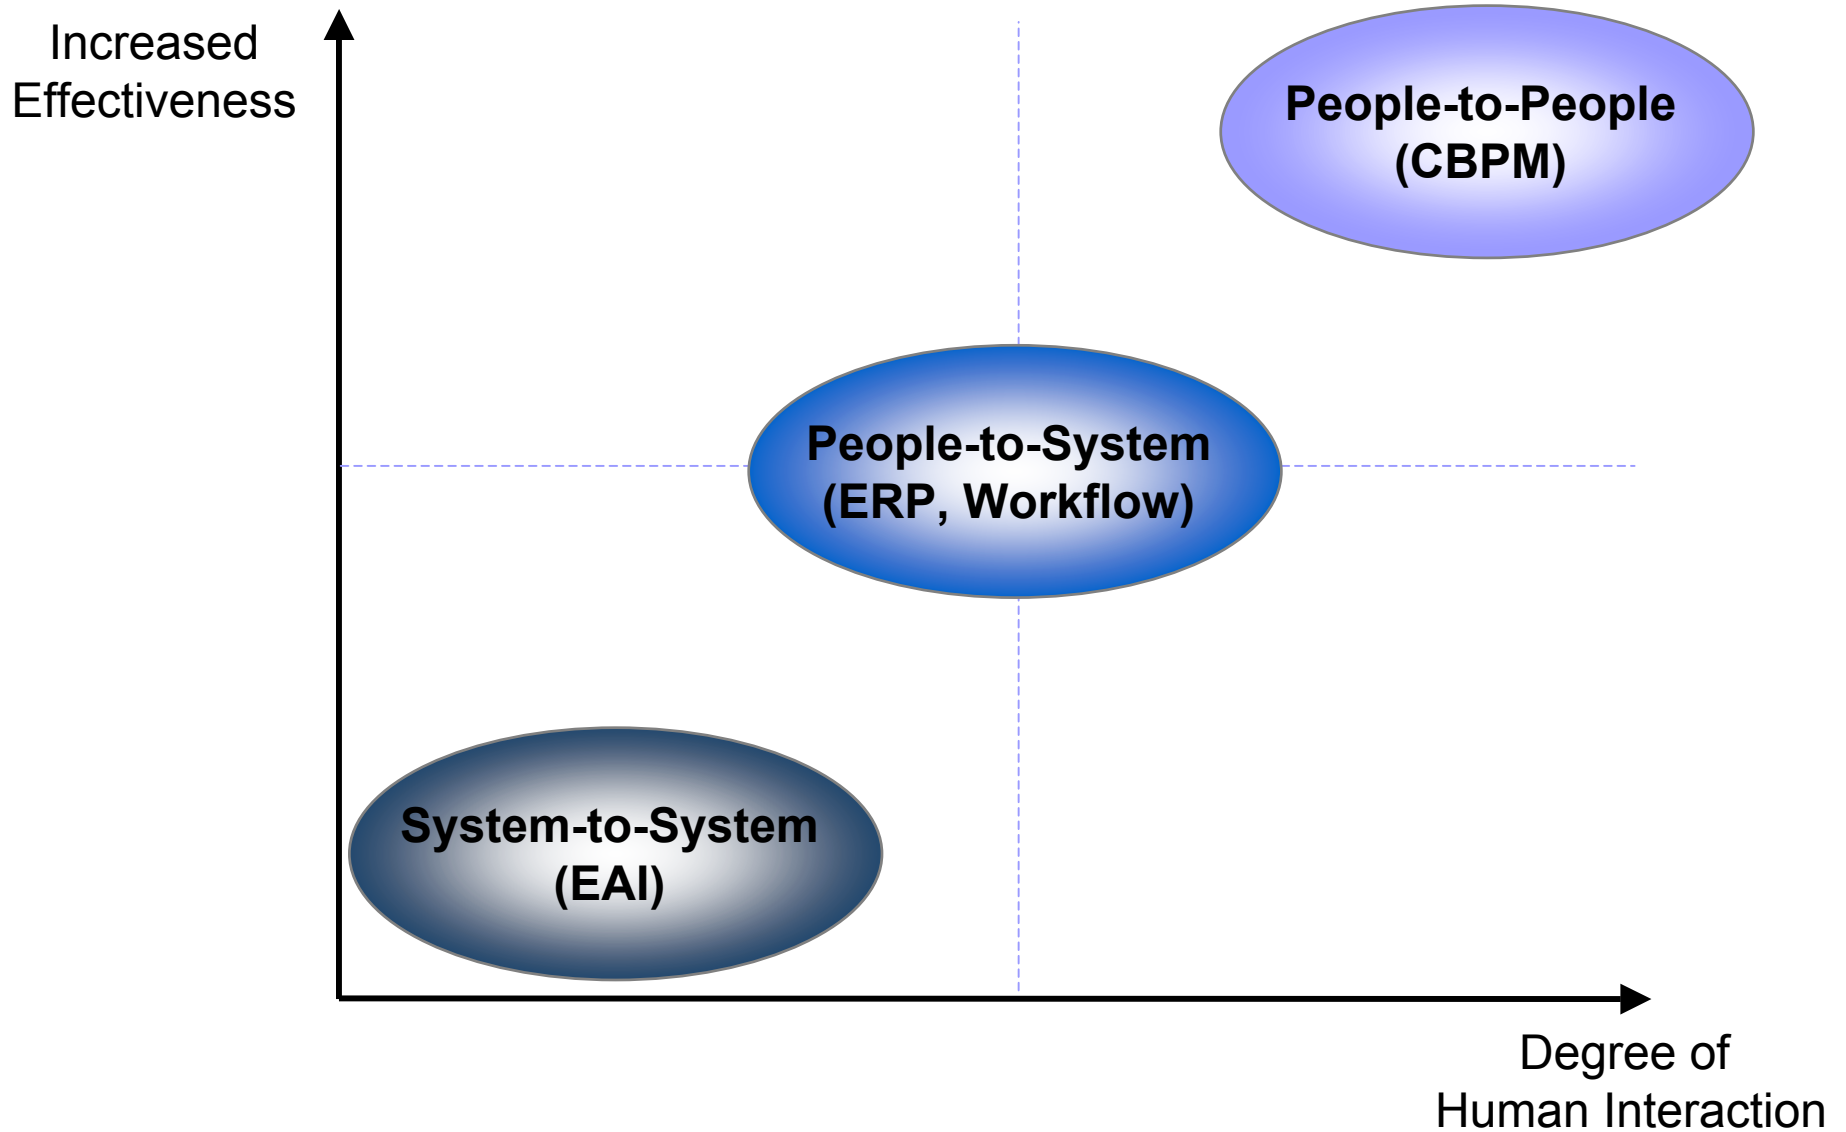 Increased
Effectiveness
People-to-People
(CBPM)
People-to-System
(ERP, Workflow)
System-to-System
(EAI)
Degree of
Human Interaction